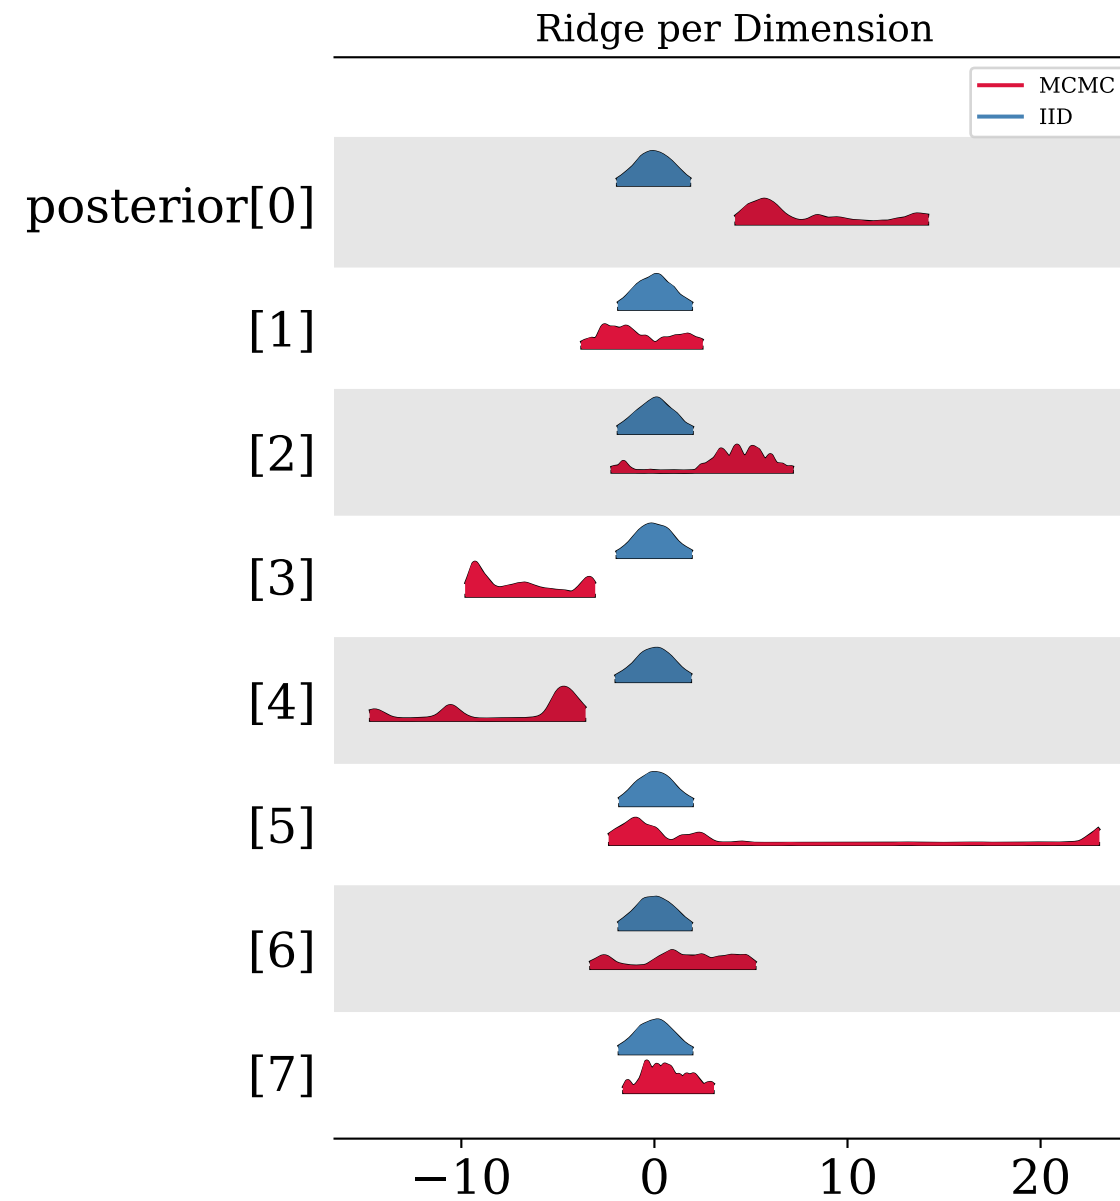 Ridge per Dimension
MCMC
IID
posterior[0]
[1]
[2]
[3]
[4]
[5]
[6]
[7]
−10 0 10 20